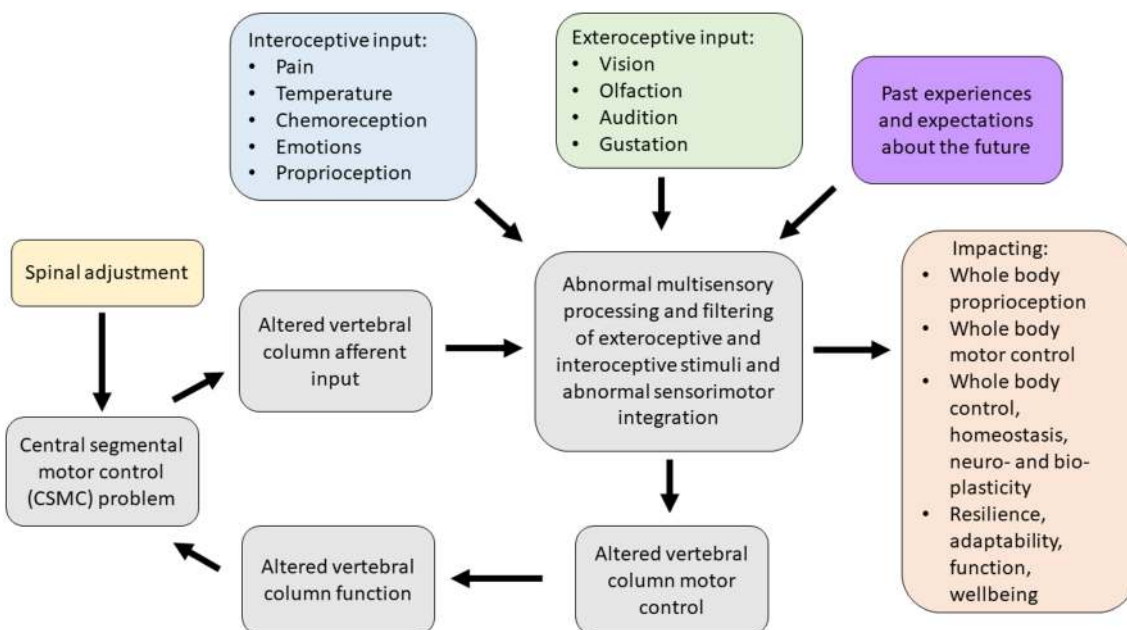 Interoceptive input:
• Pain
• Temperature
• Chemoreception
• Emotions
• Proprioception
Exteroceptive input:
• Vision
• Olfaction
• Audition
• Gustation
Past experiences
and expectations
about the future
Spinal adjustment
Altered vertebral
column afferent
input
Abnormal multisensory
processing and filtering
of exteroceptive and
interoceptive stimuli and
abnormal sensorimotor
integration
Impacting:
• Whole body
proprioception
• Whole body
motor control
• Whole body
control,
homeostasis,
neuro- and bio-
plasticity
• Resilience,
adaptability,
function,
wellbeing
Central segmental
motor control
(CSMC) problem
Altered vertebral
column function
Altered vertebral
column motor
control